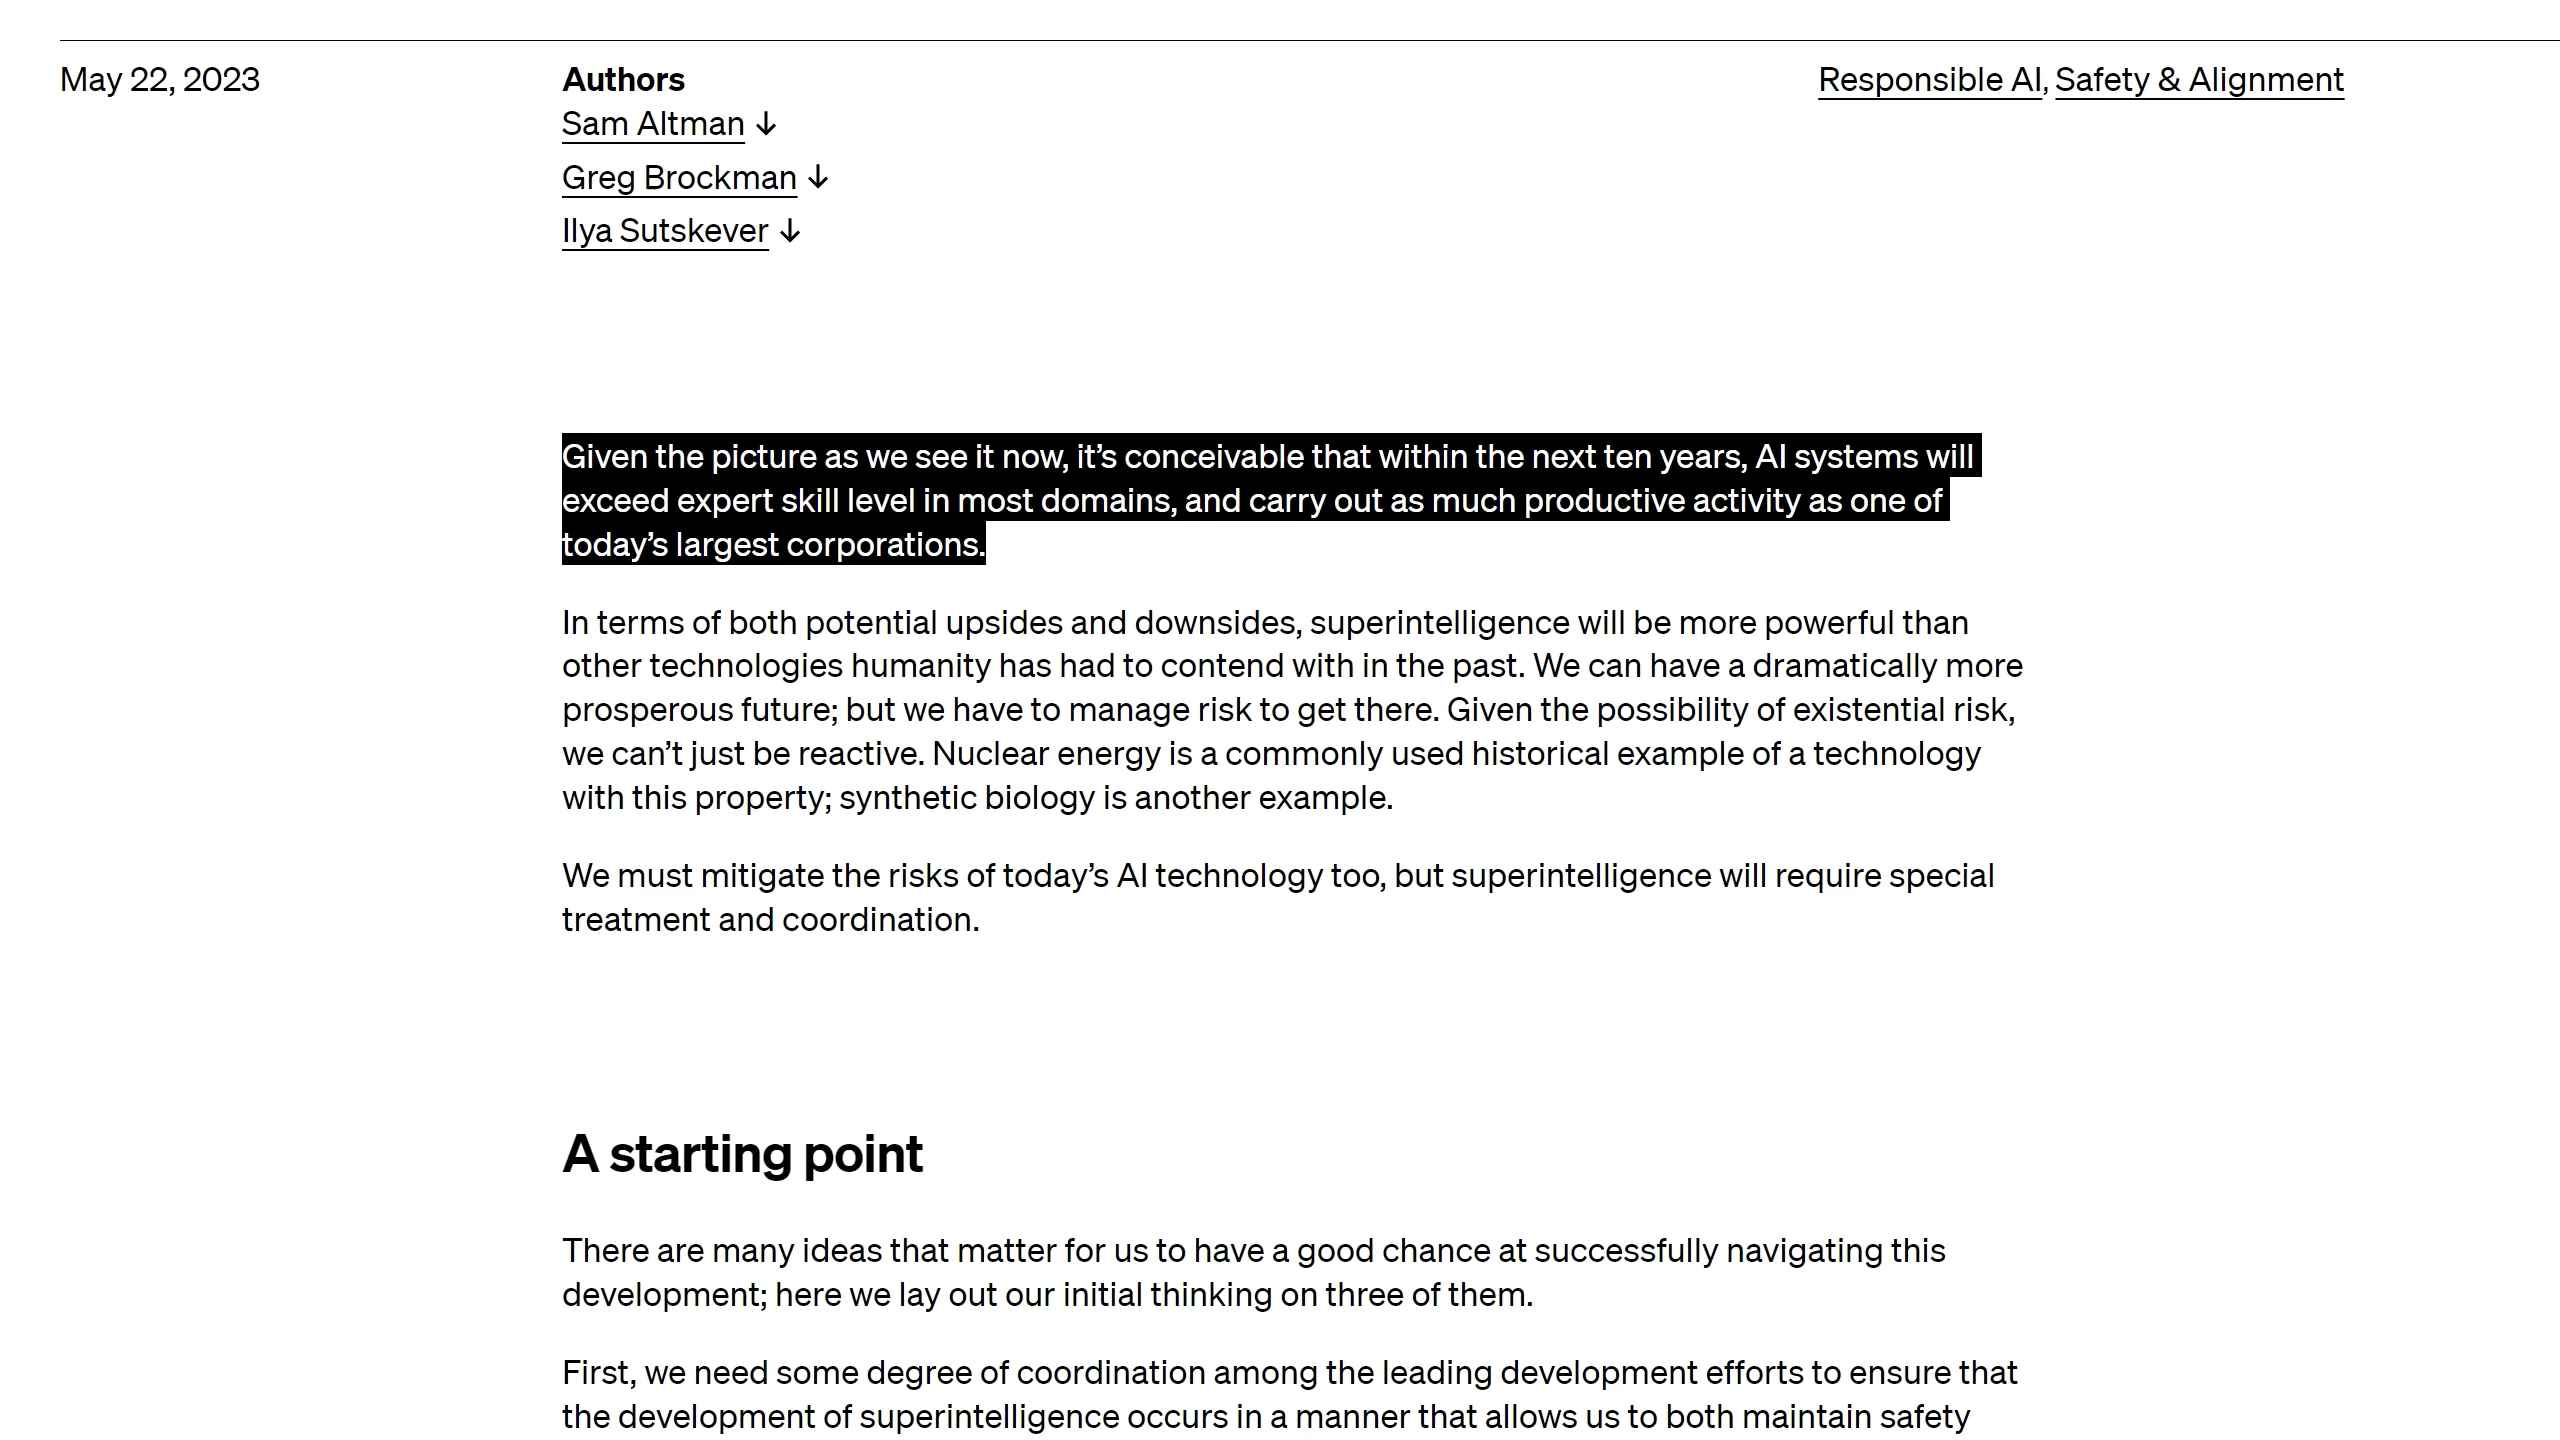 May 22, 2023
Authors
Sam Altman ↓
Greg Brockman ↓
Ilya Sutskever ↓
Responsible AI, Safety & Alignment
Given the picture as we see it now, it’s conceivable that within the next ten years, AI systems will
exceed expert skill level in most domains, and carry out as much productive activity as one of
today’s largest corporations.
In terms of both potential upsides and downsides, superintelligence will be more powerful than
other technologies humanity has had to contend with in the past. We can have a dramatically more
prosperous future; but we have to manage risk to get there. Given the possibility of existential risk,
we can’t just be reactive. Nuclear energy is a commonly used historical example of a technology
with this property; synthetic biology is another example.
We must mitigate the risks of today’s AI technology too, but superintelligence will require special
treatment and coordination.
A starting point
There are many ideas that matter for us to have a good chance at successfully navigating this
development; here we lay out our initial thinking on three of them.
First, we need some degree of coordination among the leading development efforts to ensure that
the development of superintelligence occurs in a manner that allows us to both maintain safety